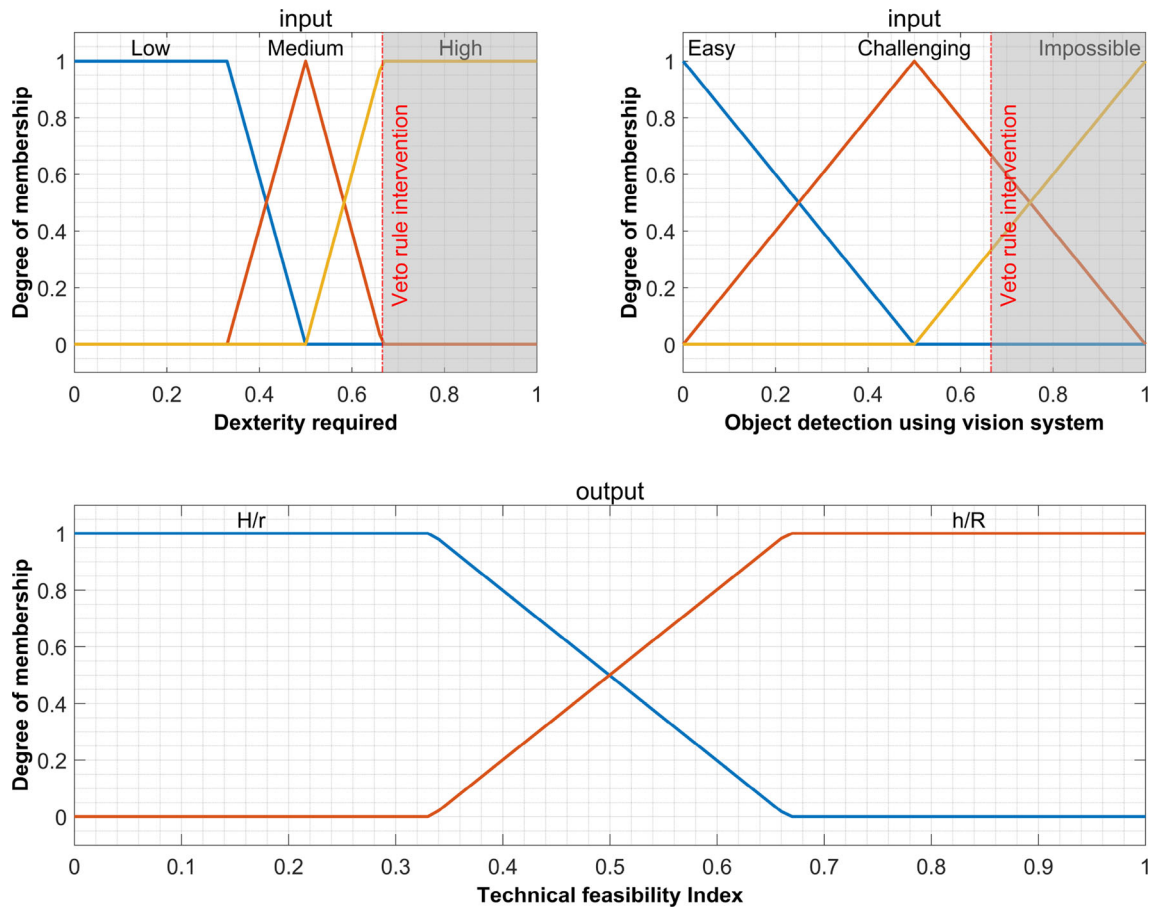 input
Low
Medium
High
Veto rule intervention
1
0.8
0.6
0.4
0.2
0
Degree of membership
0
0.2
0.4
0.6
0.8
1
Dexterity required
input
Easy
Challenging
Impossible
Veto rule intervention
1
0.8
0.6
0.4
0.2
0
Degree of membership
0
0.2
0.4
0.6
0.8
1
Object detection using vision system
output
H/r
h/R
1
0.8
0.6
0.4
0.2
0
Degree of membership
0
0.1
0.2
0.3
0.4
0.5
0.6
0.7
0.8
0.9
1
Technical feasibility Index